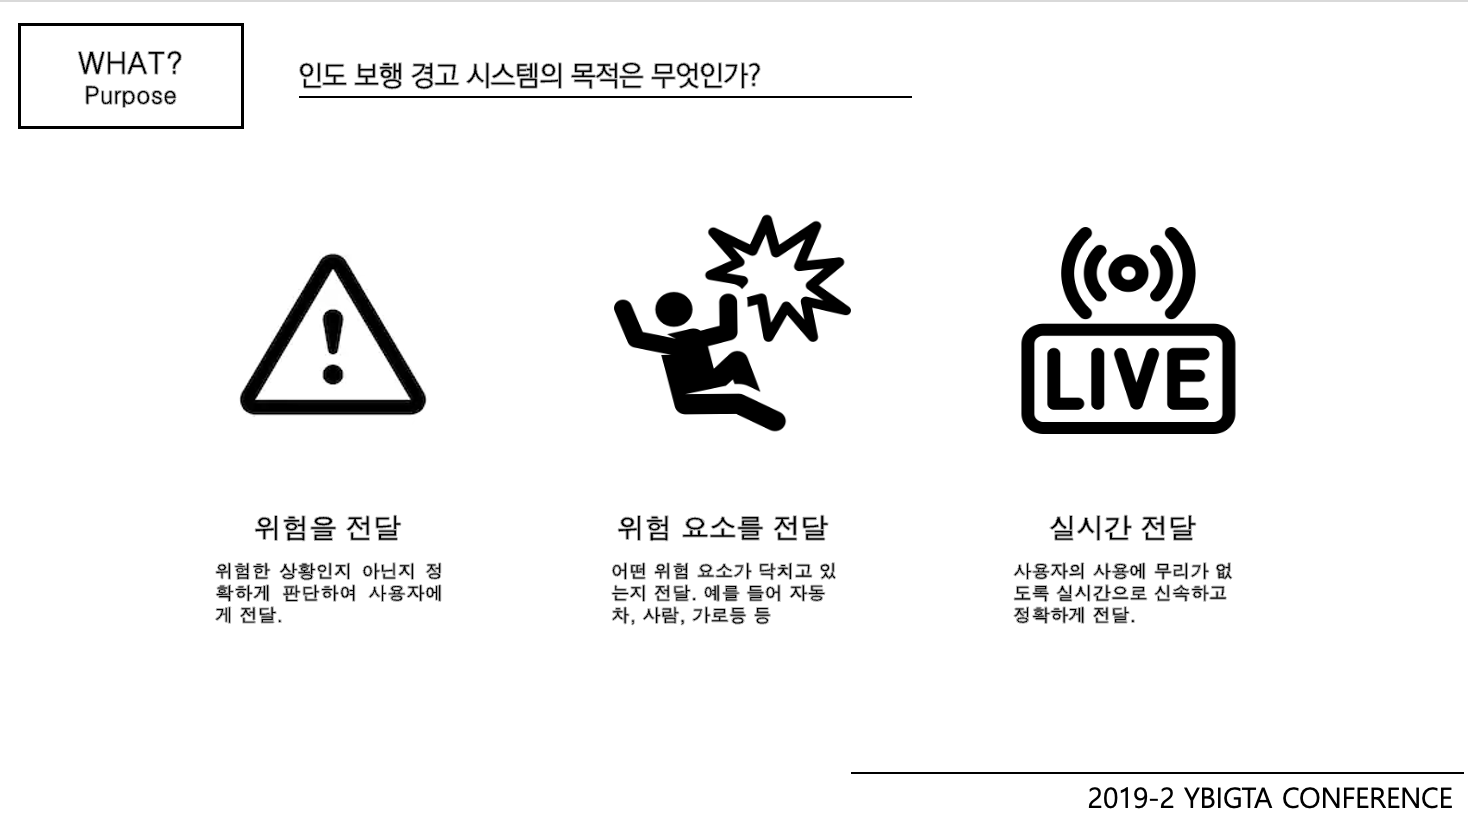 WHAT?
Purpose
인도 보행 경고 시스템의 목적은 무엇인가?
LIVE
위험을 전달
위험한 상황인지 아닌지 정
확하게 판단하여 사용자에
게 전달.
위험 요소를 전달
어떤 위험 요소가 닥치고 있
는지 전달. 예를 들어 자동
차, 사람, 가로등 등
실시간 전달
사용자의 사용에 무리가 없
도록 실시간으로 신속하고
정확하게 전달.
2019-2 YBIGTA CONFERENCE